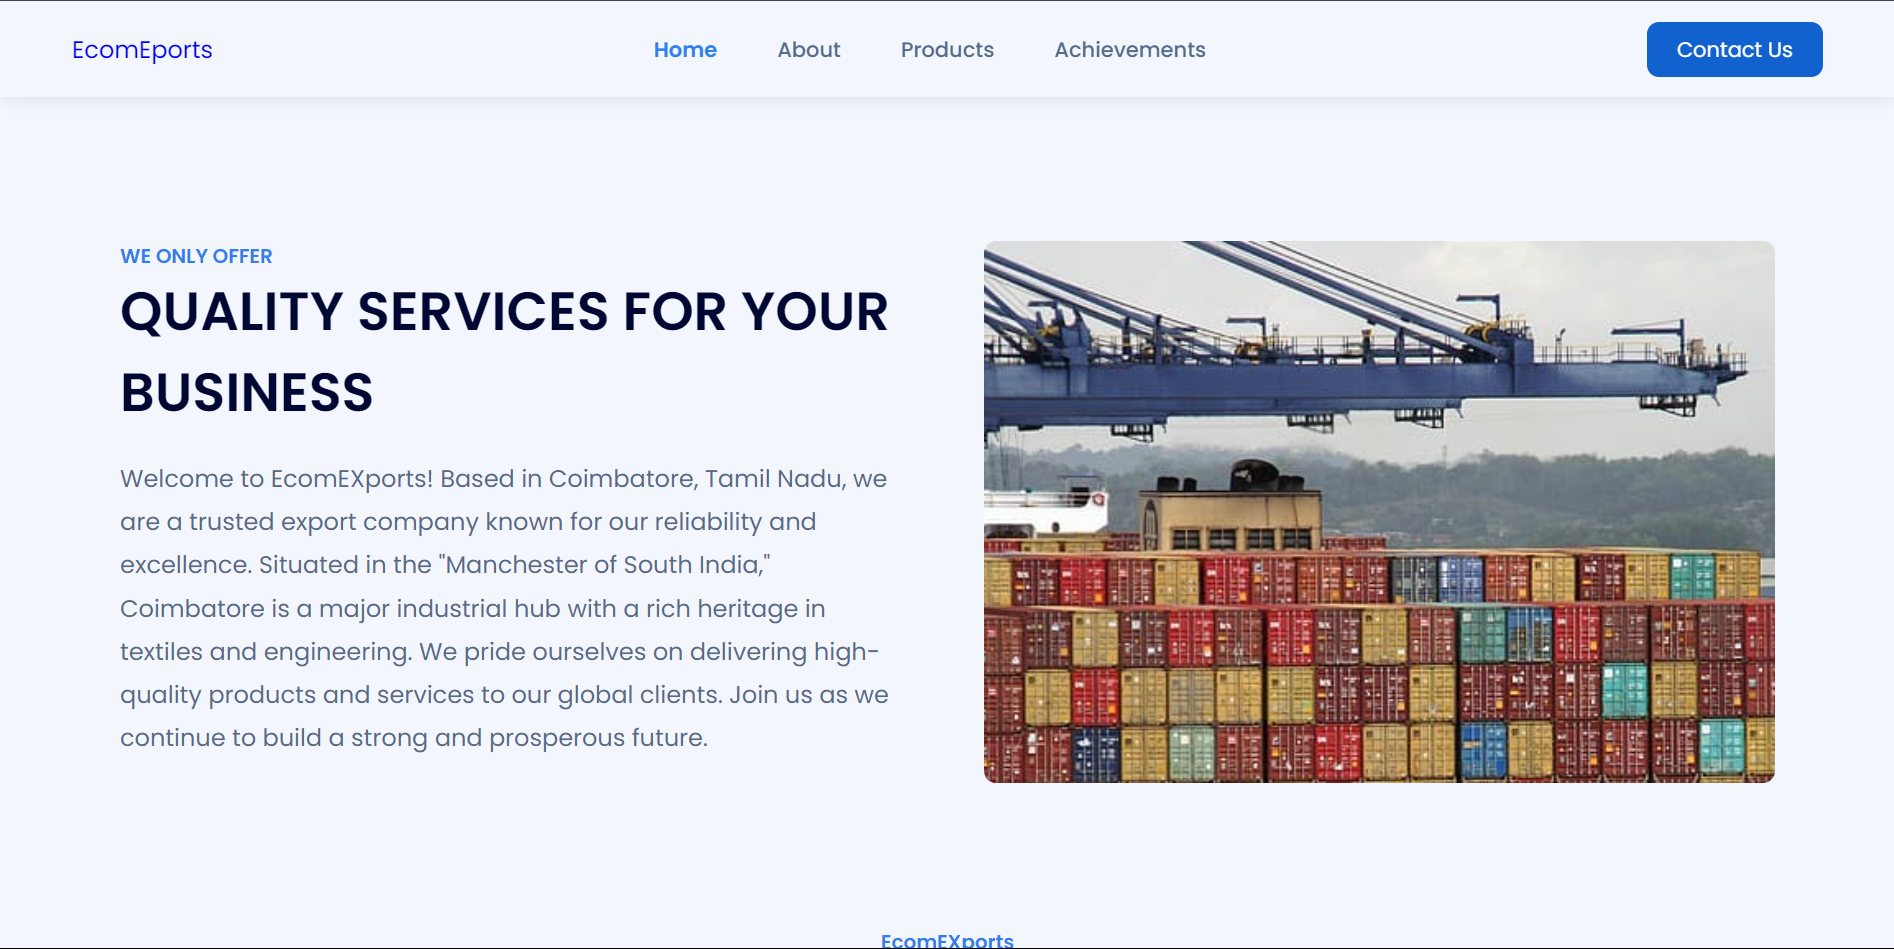 EcomEports
Home
About
Products
Achievements
Contact Us
WE ONLY OFFER
QUALITY SERVICES FOR YOUR
BUSINESS
Welcome to EcomEXports! Based in Coimbatore, Tamil Nadu, we
are a trusted export company known for our reliability and
excellence. Situated in the "Manchester of South India,"
Coimbatore is a major industrial hub with a rich heritage in
textiles and engineering. We pride ourselves on delivering high-
quality products and services to our global clients. Join us as we
continue to build a strong and prosperous future.
EcomEXports